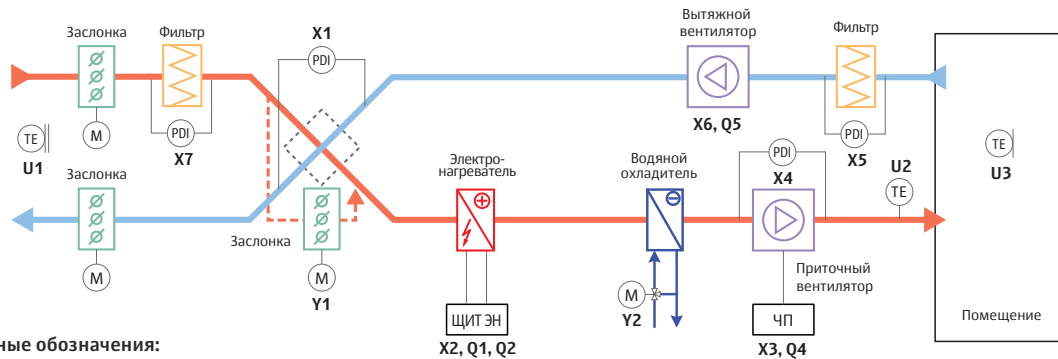 Заслонка
Фильтр
X1
PDI
Вытяжной
вентилятор
Фильтр
X6, Q5
PDI
X5
TE
U1
M
PDI
X7
TE
U3
Заслонка
Электро-
нагреватель
Водяной
охладитель
PDI
X4
U2
TE
Заслонка
M
M
Y1
ЩИТ ЭН
X2, Q1, Q2
M
Y2
Приточный
вентилятор
ЧП
X3, Q4
Помещение
ные обозначения: